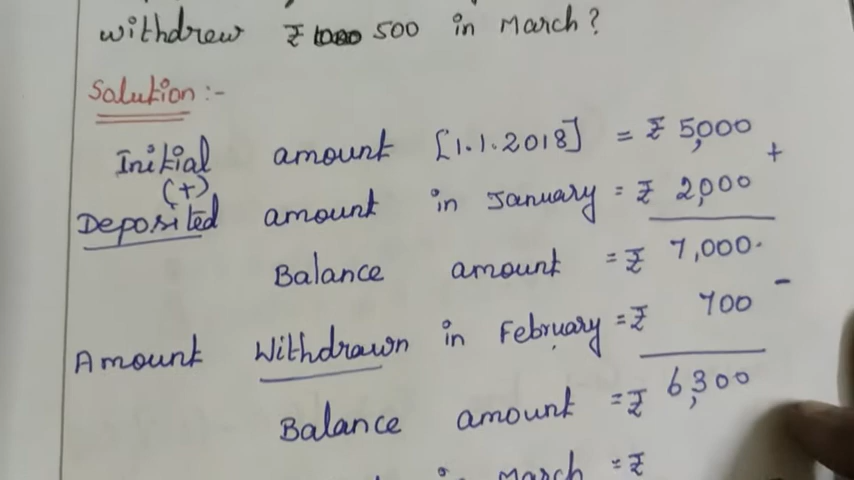 withdrew ₹ 500 in March?
Solution:-
Initial amount [1.1.2018] = ₹ 5,000
(+) +
Deposited amount in January = ₹ 2,000
Balance amount = ₹ 7,000.
Amount Withdrawn in February = ₹ 700 -
Balance amount = ₹ 6,300
in March = ₹